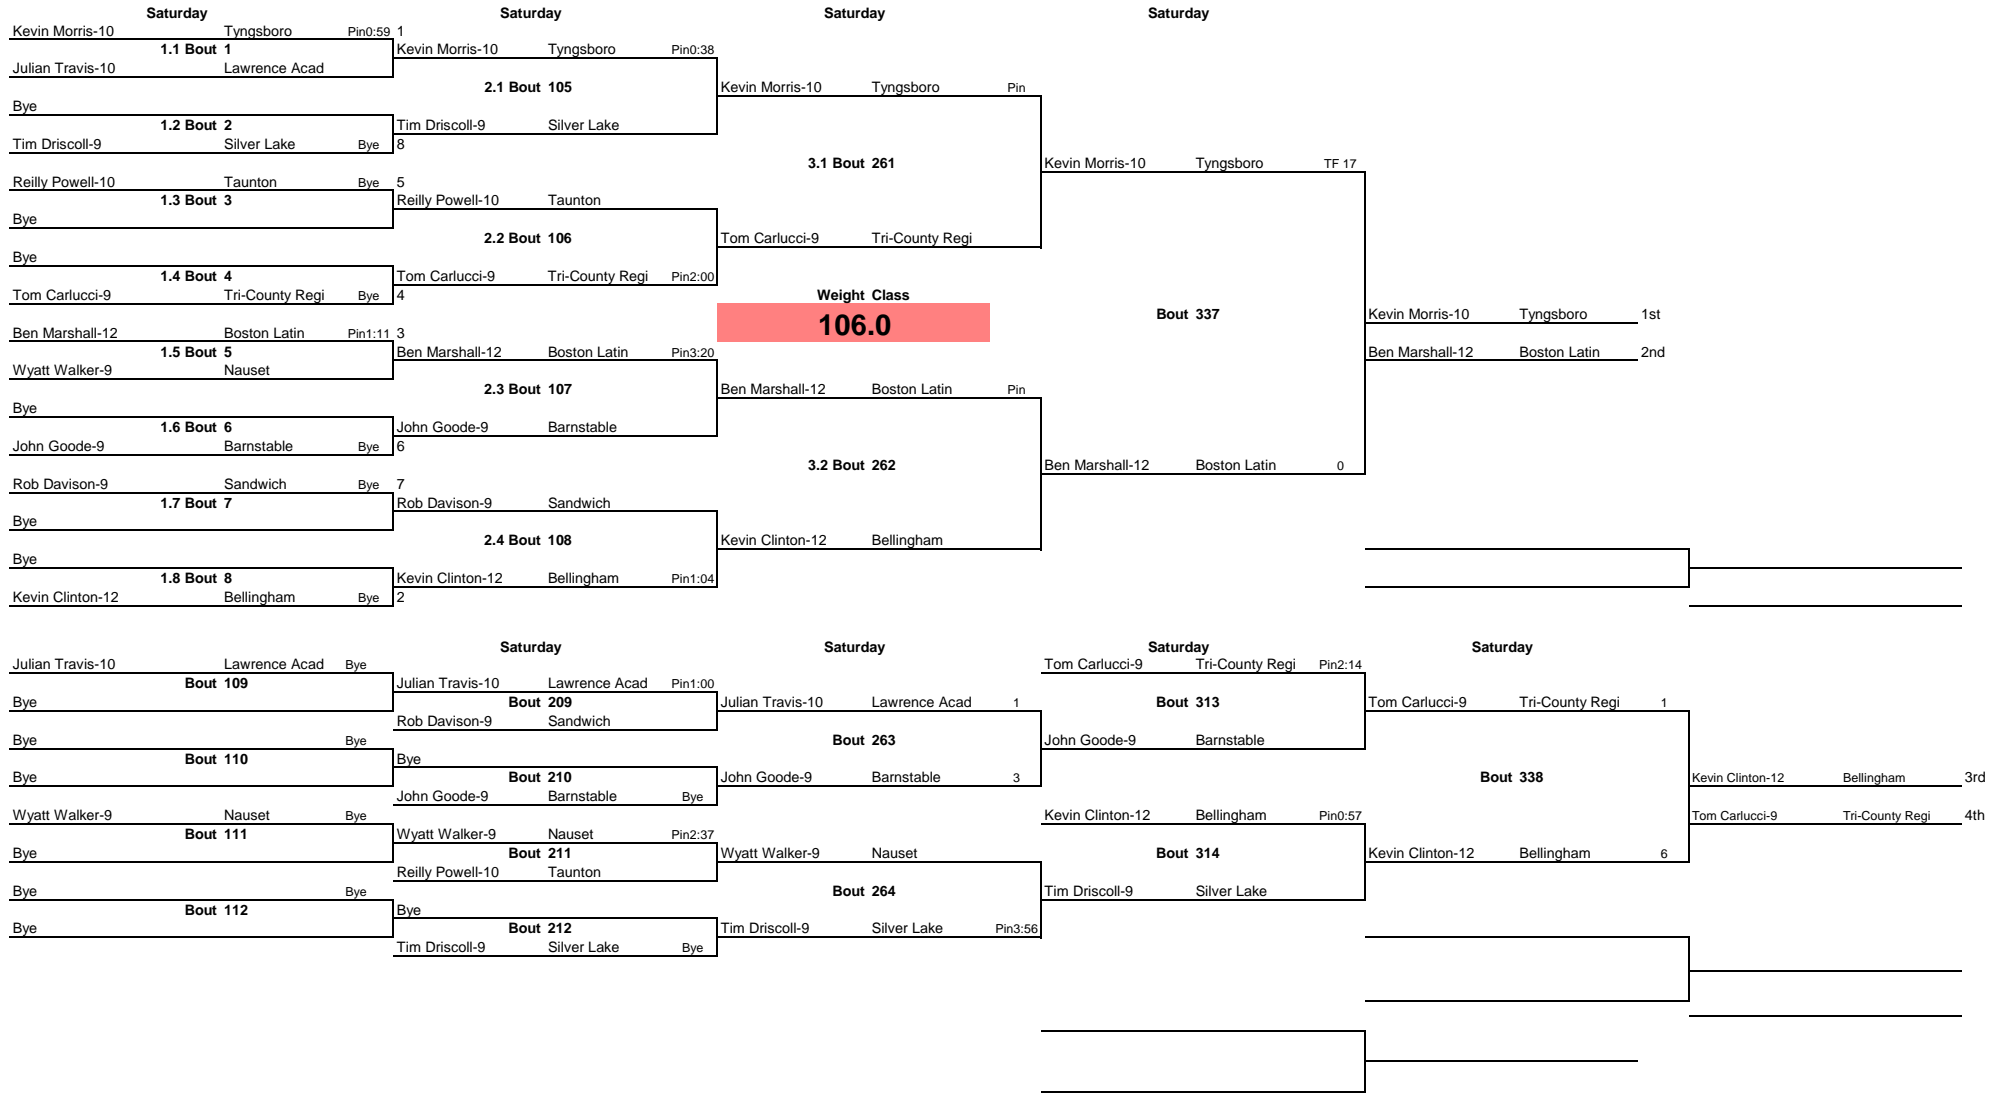 Saturday Saturday Saturday Saturday
Kevin Morris-10 Tyngsboro Pin0:59 1
1.1 Bout 1 Kevin Morris-10 Tyngsboro Pin0:38
Julian Travis-10 Lawrence Acad
2.1 Bout 105 Kevin Morris-10 Tyngsboro Pin
Bye
1.2 Bout 2 Tim Driscoll-9 Silver Lake
Tim Driscoll-9 Silver Lake Bye 8
3.1 Bout 261 Kevin Morris-10 Tyngsboro TF 17
Reilly Powell-10 Taunton Bye 5
1.3 Bout 3 Reilly Powell-10 Taunton
Bye
2.2 Bout 106 Tom Carlucci-9 Tri-County Regi
Bye
1.4 Bout 4 Tom Carlucci-9 Tri-County Regi Pin2:00
Tom Carlucci-9 Tri-County Regi Bye 4 Weight Class
106.0 Bout 337 Kevin Morris-10 Tyngsboro 1st
Ben Marshall-12 Boston Latin Pin1:11 3
1.5 Bout 5 Ben Marshall-12 Boston Latin Pin3:20 Ben Marshall-12 Boston Latin 2nd
Wyatt Walker-9 Nauset
2.3 Bout 107 Ben Marshall-12 Boston Latin Pin
Bye
1.6 Bout 6 John Goode-9 Barnstable
John Goode-9 Barnstable Bye 6
3.2 Bout 262 Ben Marshall-12 Boston Latin 0
Rob Davison-9 Sandwich Bye 7
1.7 Bout 7 Rob Davison-9 Sandwich
Bye
2.4 Bout 108 Kevin Clinton-12 Bellingham
Bye
1.8 Bout 8 Kevin Clinton-12 Bellingham Pin1:04
Kevin Clinton-12 Bellingham Bye 2
Saturday Saturday Saturday Saturday
Julian Travis-10 Lawrence Acad Bye Tom Carlucci-9 Tri-County Regi Pin2:14
Bout 109 Julian Travis-10 Lawrence Acad Pin1:00
Bye Bout 209 Julian Travis-10 Lawrence Acad 1 Bout 313 Tom Carlucci-9 Tri-County Regi 1
Rob Davison-9 Sandwich
Bye Bye Bout 263 John Goode-9 Barnstable
Bout 110 Bye
Bye Bout 210 John Goode-9 Barnstable 3 Bout 338 Kevin Clinton-12 Bellingham 3rd
John Goode-9 Barnstable Bye
Wyatt Walker-9 Nauset Bye Kevin Clinton-12 Bellingham Pin0:57 Tom Carlucci-9 Tri-County Regi 4th
Bout 111 Wyatt Walker-9 Nauset Pin2:37
Bye Bout 211 Wyatt Walker-9 Nauset Bout 314 Kevin Clinton-12 Bellingham 6
Reilly Powell-10 Taunton
Bye Bye Bout 264 Tim Driscoll-9 Silver Lake
Bout 112 Bye
Bye Bout 212 Tim Driscoll-9 Silver Lake Pin3:56
Tim Driscoll-9 Silver Lake Bye